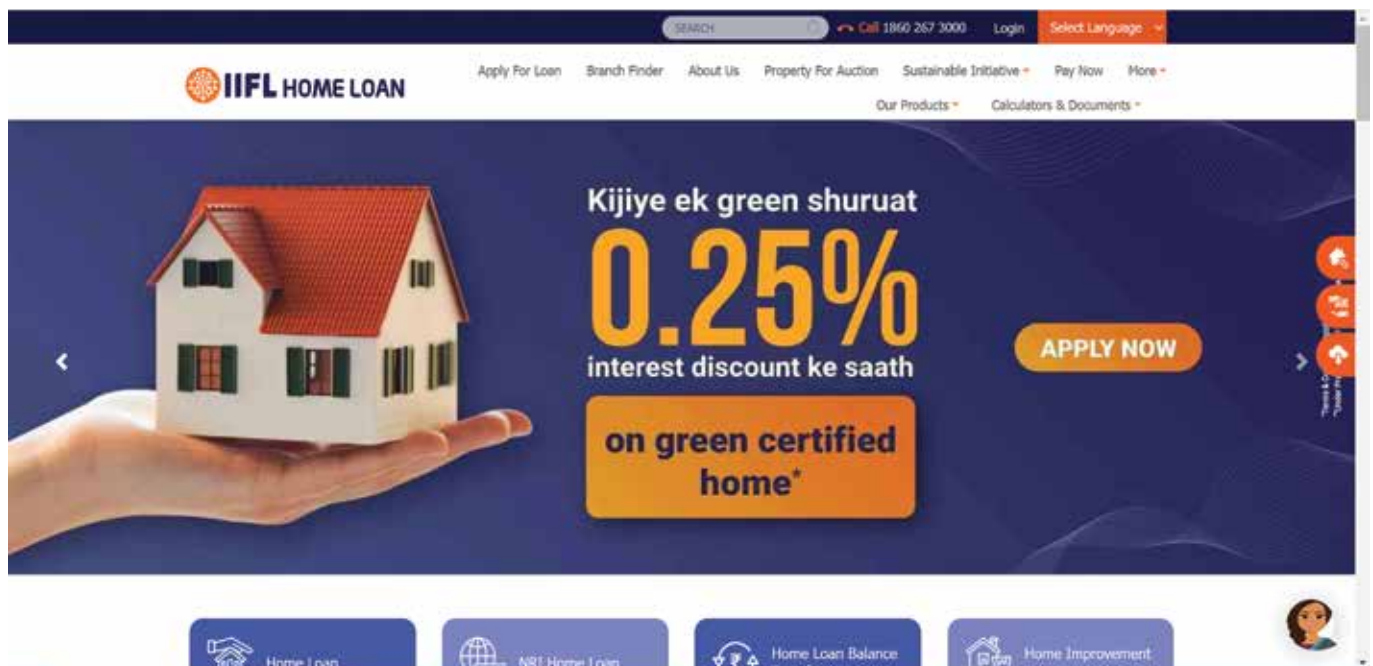 SEARCH
Call 1860 267 3000
Login
Select Language
IIFL HOME LOAN
Apply For Loan
Branch Finder
About Us
Property For Auction
Sustainable Initiative
Pay Now
More
Our Products
Calculators & Documents
Kijiye ek green shuruat
0.25%
interest discount ke saath
on green certified
home*
APPLY NOW
Home Loan
NRI Home Loan
Home Loan Balance
Home Improvement